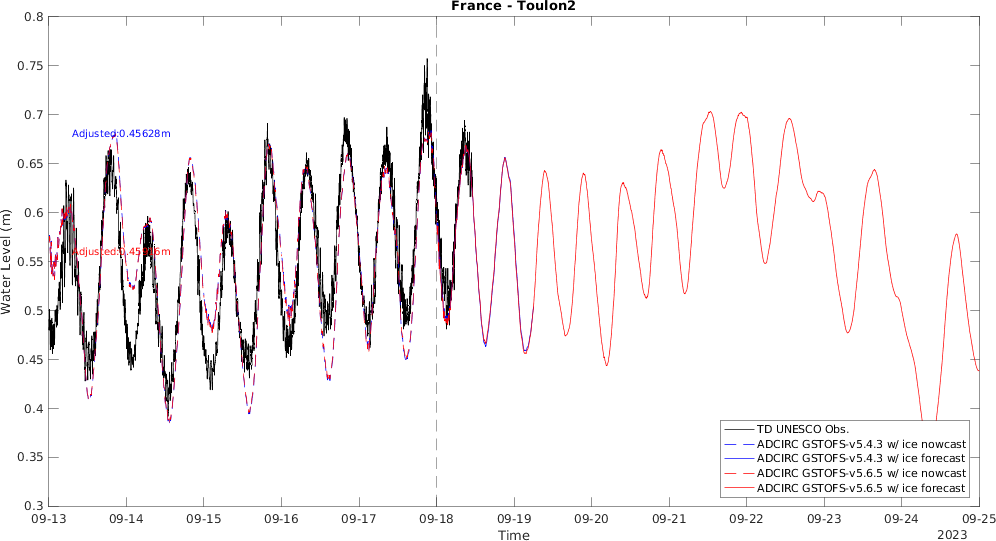 France - Toulon2
0.8
0.75
0.7
0.65
0.6
0.55
0.5
0.45
0.4
0.35
0.3
Water Level (m)
Adjusted:0.45628m
09-13
09-14
09-15
09-16
09-17
09-18
09-19
09-20
09-21
09-22
09-23
09-24
09-25
Time
2023
TD UNESCO Obs.
ADCIRC GSTOFS-v5.4.3 w/ ice nowcast
ADCIRC GSTOFS-v5.4.3 w/ ice forecast
ADCIRC GSTOFS-v5.6.5 w/ ice nowcast
ADCIRC GSTOFS-v5.6.5 w/ ice forecast